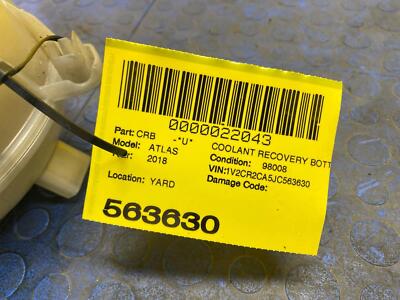 0000022043
Part: CRB -"U" COOLANT RECOVERY BOTT
Model: ATLAS Condition: 98008
2018 VIN:1V2CR2CA5JC563630
Damage Code:
Location: YARD
563630